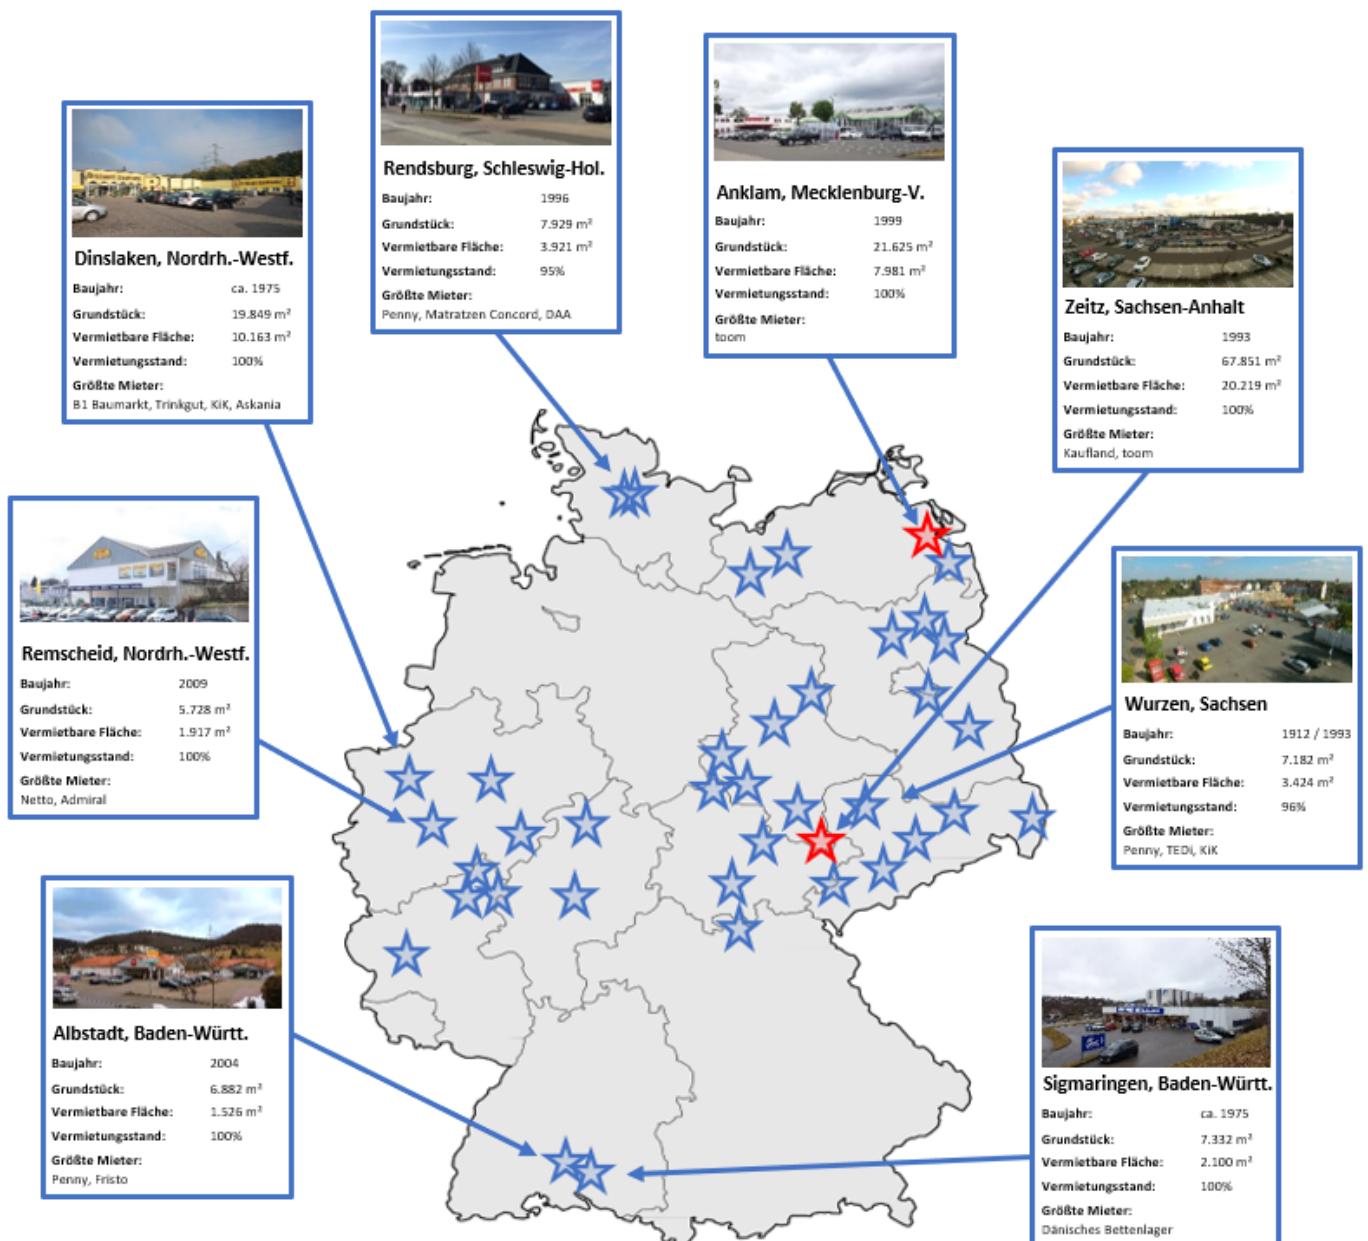 Rendsburg, Schleswig-Hol.
Baujahr: 1996
Grundstück: 7.929 m²
Vermietbare Fläche: 3.921 m²
Vermietungsstand: 95%
Größte Mieter:
Penny, Matratzen Concord, DAA
Anklam, Mecklenburg-V.
Baujahr: 1999
Grundstück: 21.625 m²
Vermietbare Fläche: 7.981 m²
Vermietungsstand: 100%
Größte Mieter:
toom
Dinslaken, Nordrh.-Westf.
Baujahr: ca. 1975
Grundstück: 19.849 m²
Vermietbare Fläche: 10.163 m²
Vermietungsstand: 100%
Größte Mieter:
B1 Baumarkt, Trinkgut, KiK, Askania
Zeitz, Sachsen-Anhalt
Baujahr: 1993
Grundstück: 67.851 m²
Vermietbare Fläche: 20.219 m²
Vermietungsstand: 100%
Größte Mieter:
Kaufland, toom
Remscheid, Nordrh.-Westf.
Baujahr: 2009
Grundstück: 5.728 m²
Vermietbare Fläche: 1.917 m²
Vermietungsstand: 100%
Größte Mieter:
Netto, Admiral
Wurzen, Sachsen
Baujahr: 1912 / 1993
Grundstück: 7.182 m²
Vermietbare Fläche: 3.424 m²
Vermietungsstand: 96%
Größte Mieter:
Penny, TEDi, KiK
Albstadt, Baden-Württ.
Baujahr: 2004
Grundstück: 6.882 m²
Vermietbare Fläche: 1.526 m²
Vermietungsstand: 100%
Größte Mieter:
Penny, Fristo
Sigmaringen, Baden-Württ.
Baujahr: ca. 1975
Grundstück: 7.332 m²
Vermietbare Fläche: 2.100 m²
Vermietungsstand: 100%
Größte Mieter:
Dänisches Bettenlager